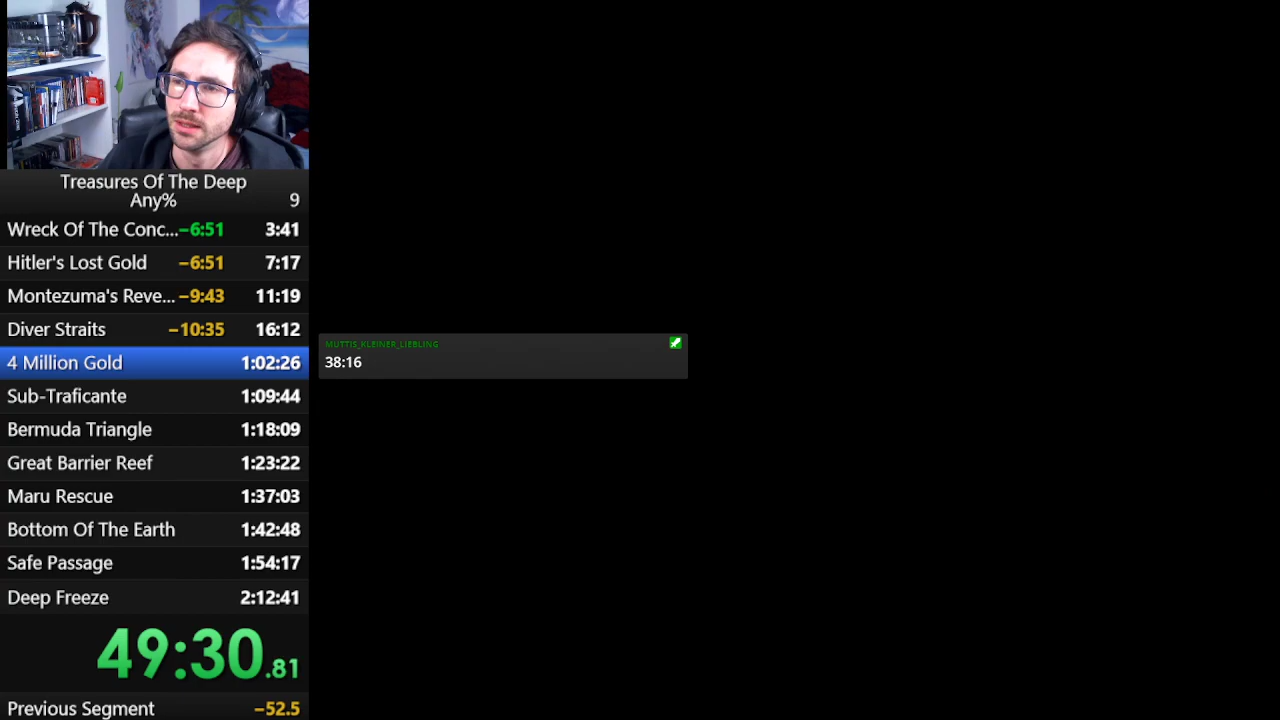 Treasures Of The Deep
Any% 9
Wreck Of The Conc... −6:51 3:41
Hitler's Lost Gold −6:51 7:17
Montezuma's Reve... −9:43 11:19
Diver Straits −10:35 16:12
4 Million Gold 1:02:26
Sub-Traficante 1:09:44
Bermuda Triangle 1:18:09
Great Barrier Reef 1:23:22
Maru Rescue 1:37:03
Bottom Of The Earth 1:42:48
Safe Passage 1:54:17
Deep Freeze 2:12:41
49:30.81
Previous Segment −52.5
MUTTIS_KLEINER_LIEBLING
38:16